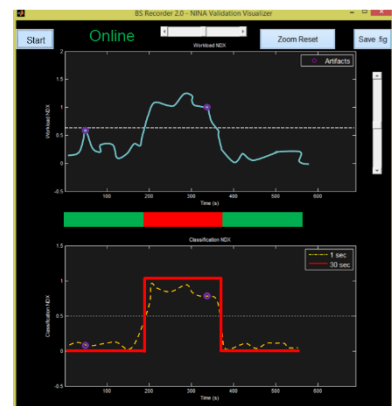 BS Recorder 2.0 - NINA Validation Visualizer
Start
Online
Zoom Reset
Save .fig
Workload NDX
Artifacts
Workload NDX
2
1.5
1
0.5
0
0 100 200 300 400 500 600
Time (s)
Classification NDX
1 sec
30 sec
Classification NDX
1.5
1
0.5
0
-0.5
0 100 200 300 400 500 600
Time (s)